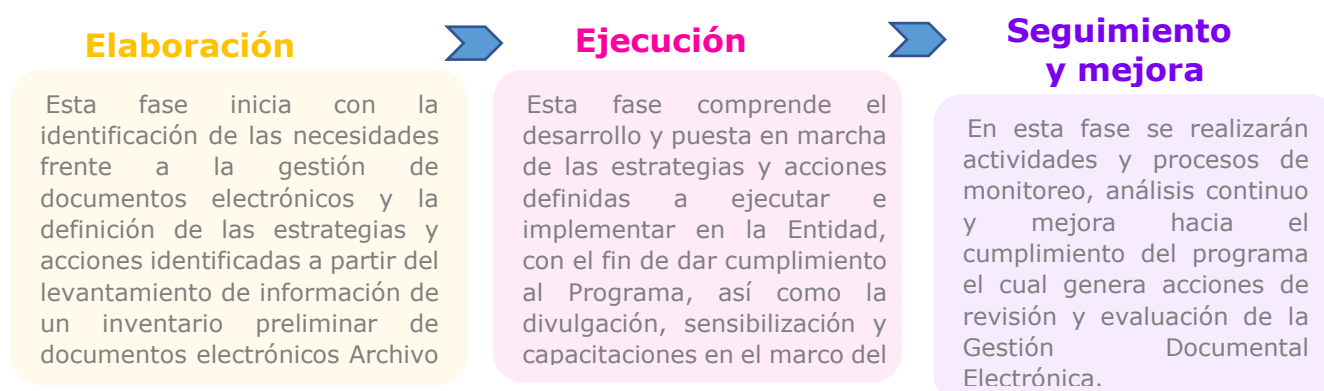 Elaboración
Esta fase inicia con la
identificación de las necesidades
frente a la gestión de
documentos electrónicos y la
definición de las estrategias y
acciones identificadas a partir del
levantamiento de información de
un inventario preliminar de
documentos electrónicos Archivo
Ejecución
Esta fase comprende el
desarrollo y puesta en marcha
de las estrategias y acciones
definidas a ejecutar e
implementar en la Entidad,
con el fin de dar cumplimiento
al Programa, así como la
divulgación, sensibilización y
capacitaciones en el marco del
Seguimiento
y mejora
En esta fase se realizarán
actividades y procesos de
monitoreo, análisis continuo
y mejora hacia el
cumplimiento del programa
el cual genera acciones de
revisión y evaluación de la
Gestión Documental
Electrónica.